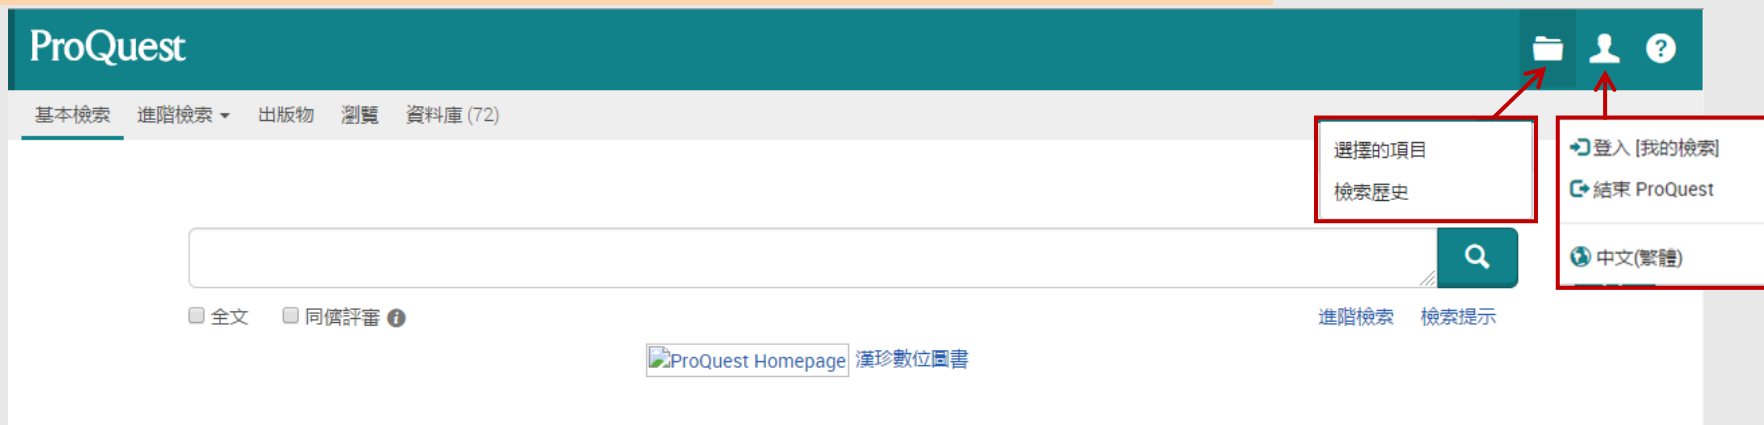 ProQuest
?
基本檢索 進階檢索 出版物 瀏覽 資料庫 (72)
選擇的項目
檢索歷史
登入 [我的檢索]
結束 ProQuest
中文(繁體)
全文 同儕評審 i
進階檢索 檢索提示
ProQuest Homepage 漢珍數位圖書